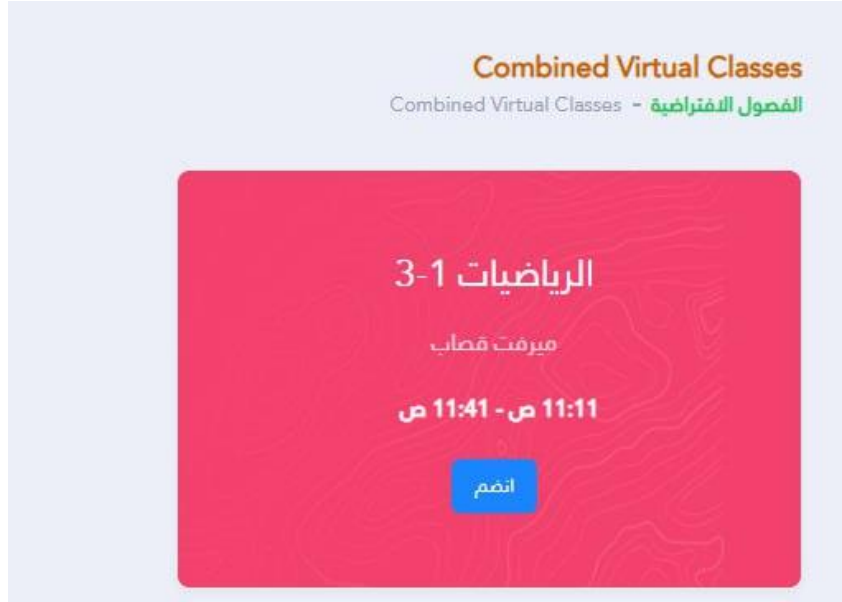 Combined Virtual Classes
الفصول الافتراضية - Combined Virtual Classes
الرياضيات 1-3
ميرفت قصاب
11:11 ص - 11:41 ص
انضم